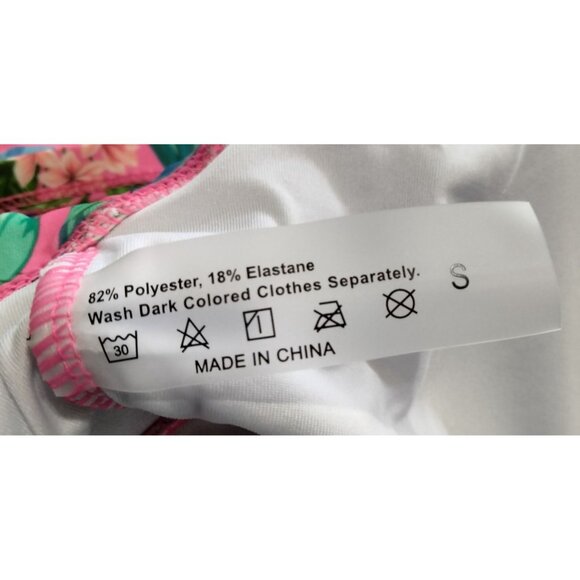 82% Polyester, 18% Elastane
Wash Dark Colored Clothes Separately.
S
30
MADE IN CHINA